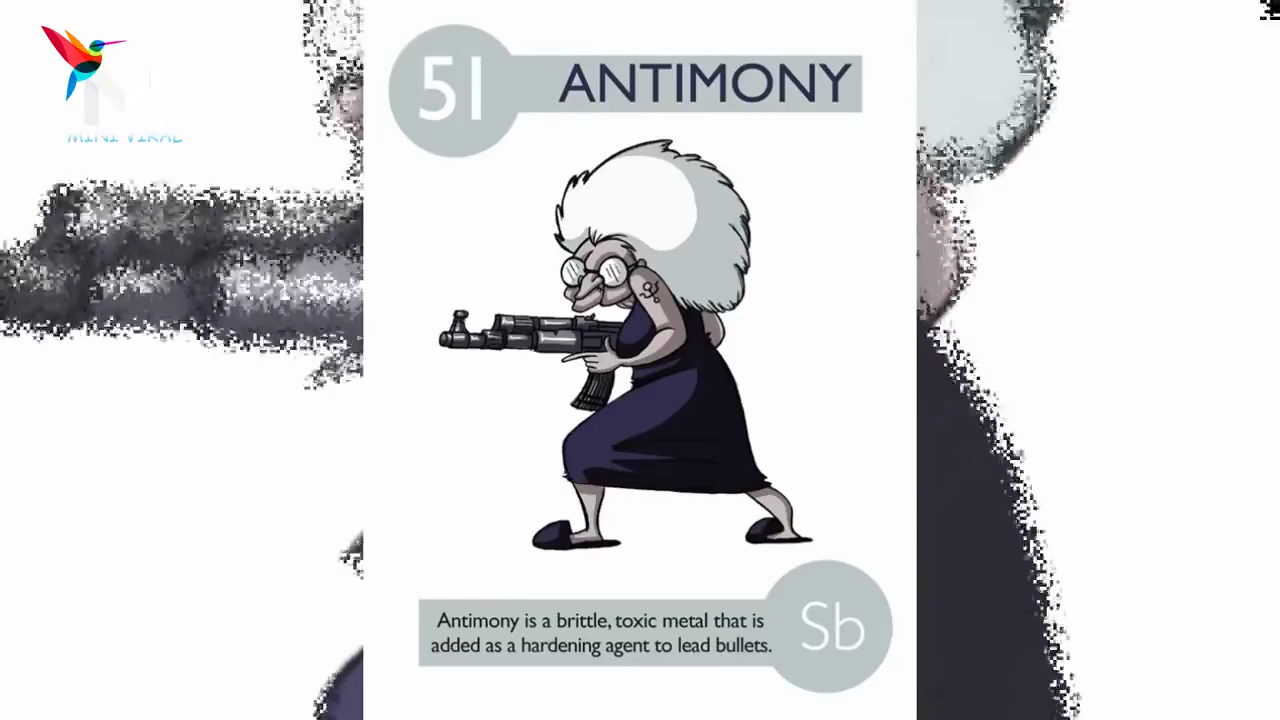 MINI VIRAL
51
ANTIMONY
Antimony is a brittle, toxic metal that is
added as a hardening agent to lead bullets.
Sb